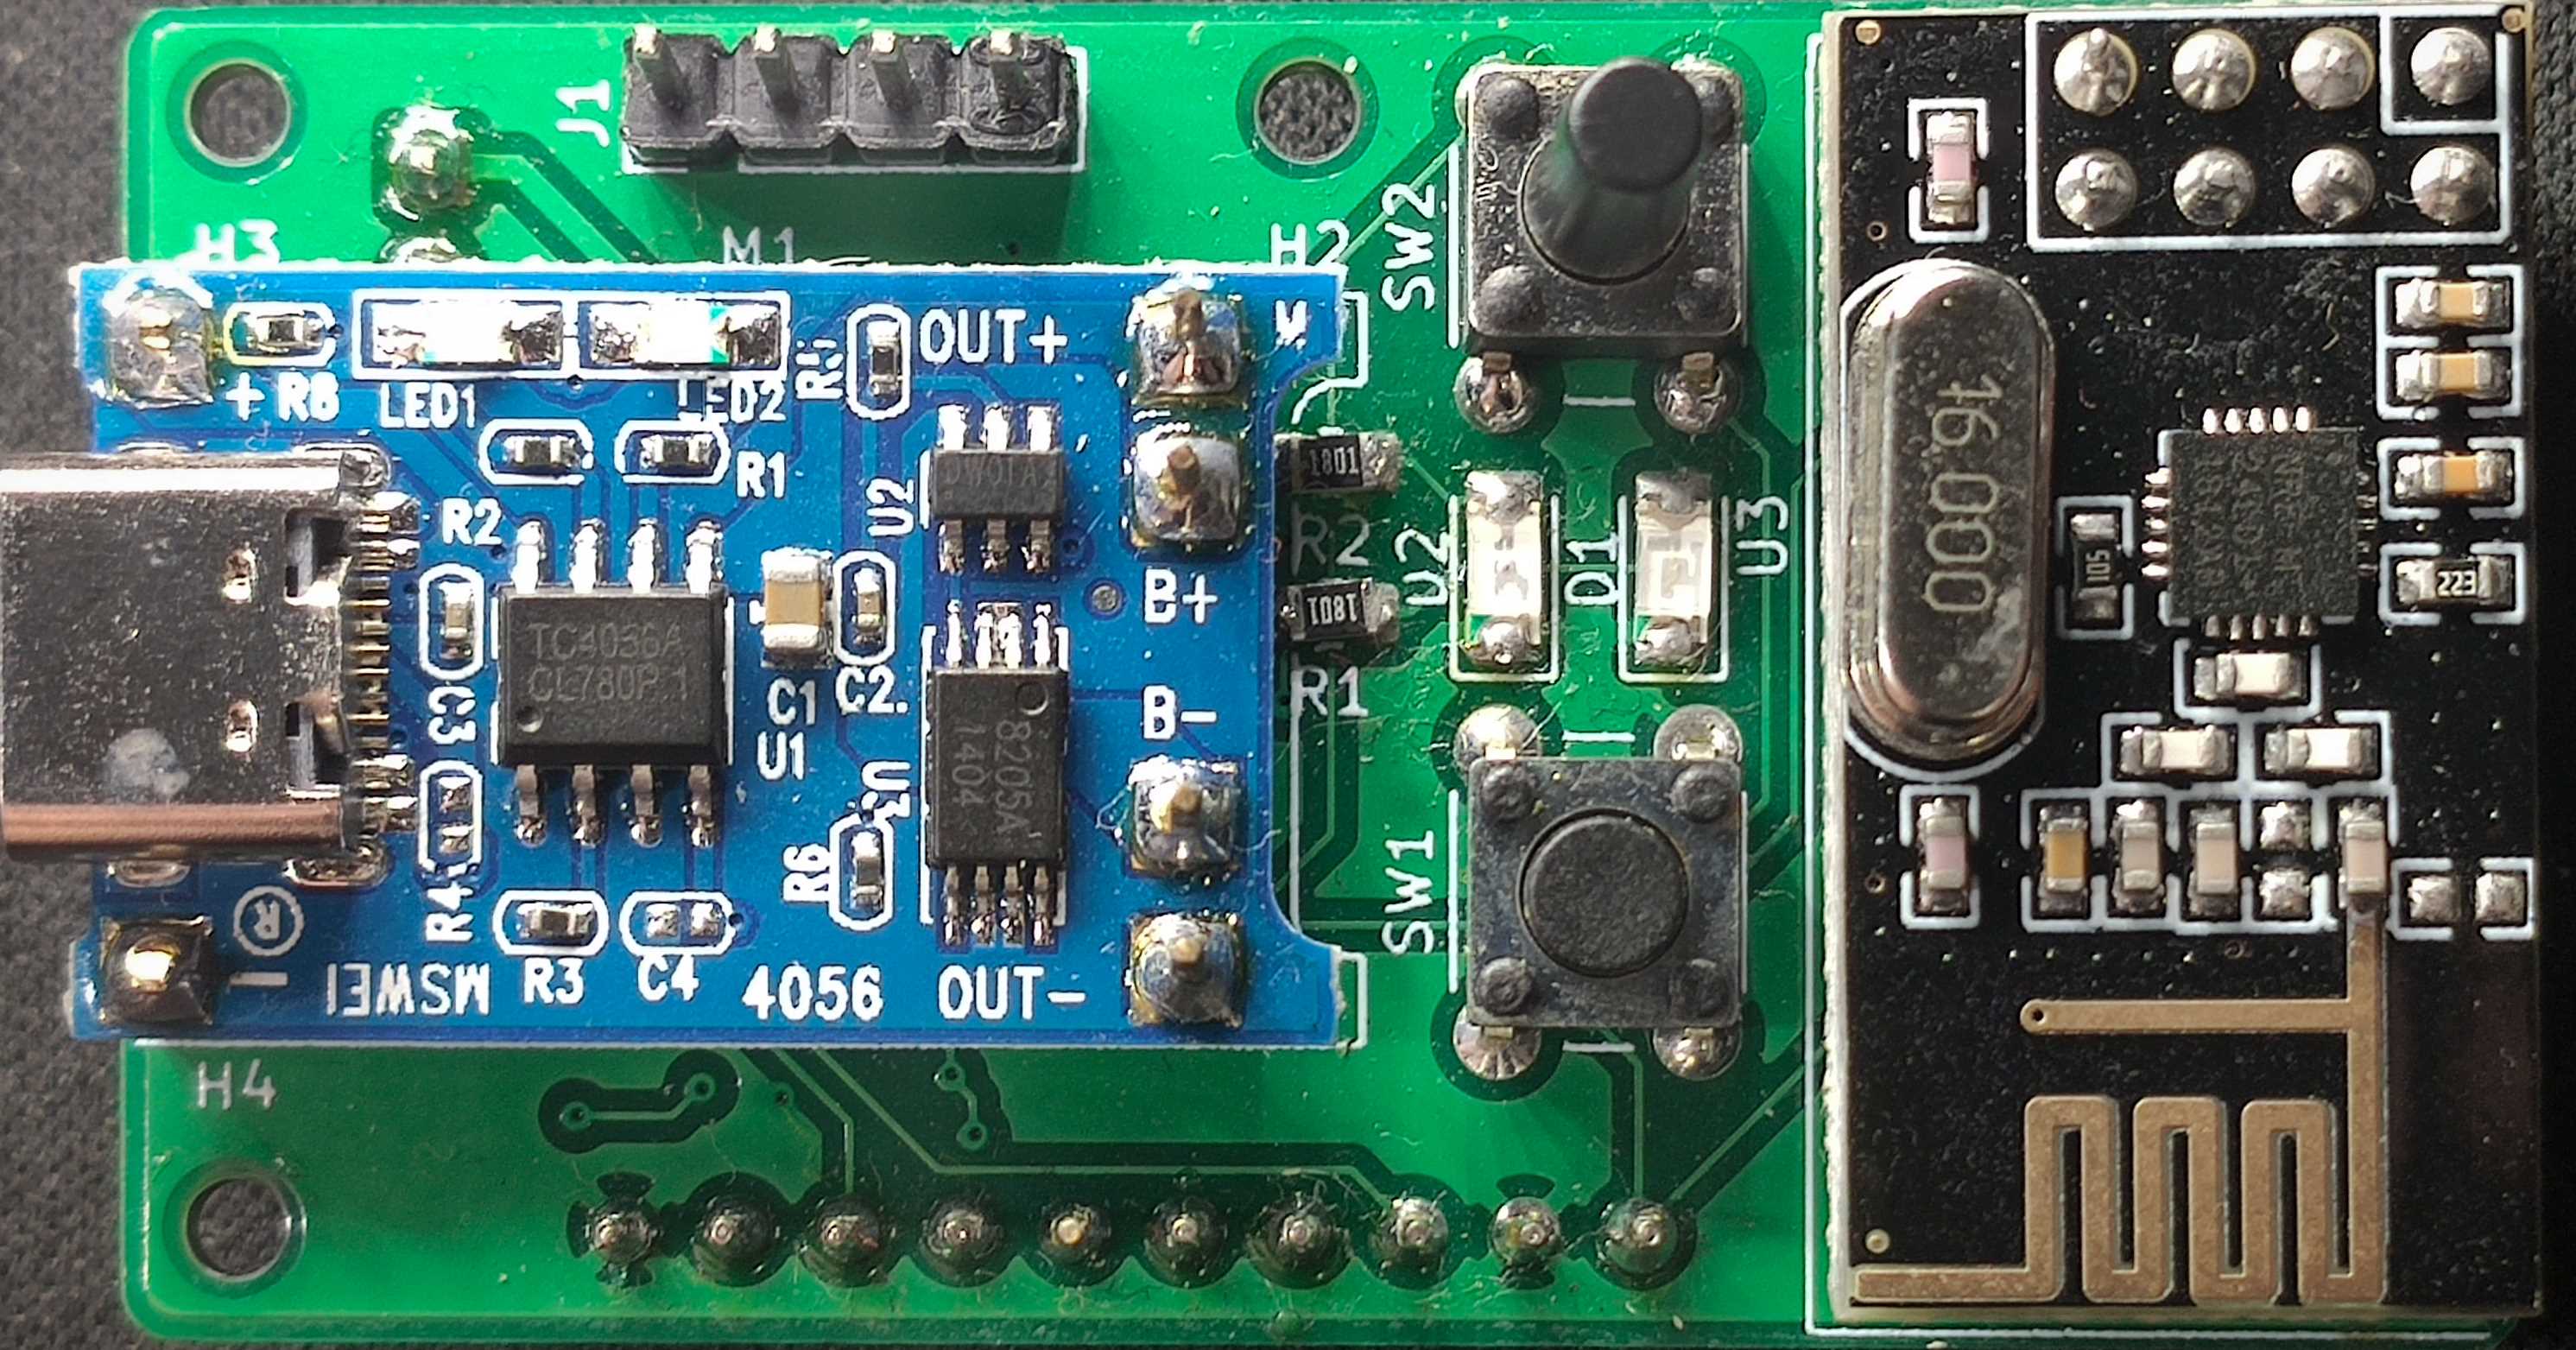 J1
H3
M1
H2
SW2
M
+ R8
LED1
LED2
OUT+
R1
R2
U2
DW01A
B+
TC4056A
CL780P 1
C3
C1
C2.
U1
B-
8205A
1404
U3
R4
R6
R
-
MSWEI
R3
C4
4056
OUT-
H4
1801
R2
1801
R1
U2
D1
U3
SW1
16.000
105
223